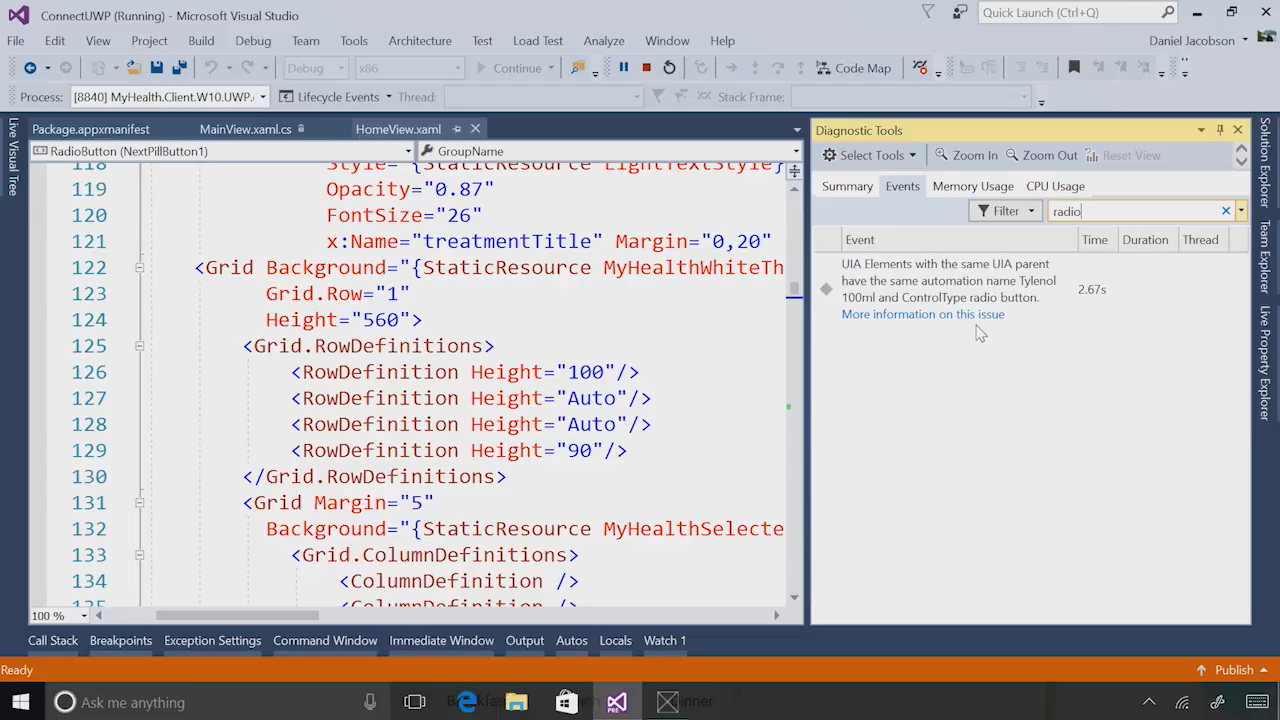 ConnectUWP (Running) - Microsoft Visual Studio
Quick Launch (Ctrl+Q)
File Edit View Project Build Debug Team Tools Architecture Test Load Test Analyze Window Help
Daniel Jacobson
Debug x86 Continue Code Map
Process: [8840] MyHealth.Client.W10.UWP. Lifecycle Events Thread: Stack Frame:
Live Visual Tree
Package.appxmanifest MainView.xaml.cs HomeView.xaml
RadioButton (NextPillButton1) GroupName
118 Style="{StaticResource LightTextStyle}
119 Opacity="0.87"
120 FontSize="26"
121 x:Name="treatmentTitle" Margin="0,20"
122 <Grid Background="{StaticResource MyHealthWhiteTh
123 Grid.Row="1"
124 Height="560">
125 <Grid.RowDefinitions>
126 <RowDefinition Height="100"/>
127 <RowDefinition Height="Auto"/>
128 <RowDefinition Height="Auto"/>
129 <RowDefinition Height="90"/>
130 </Grid.RowDefinitions>
131 <Grid Margin="5"
132 Background="{StaticResource MyHealthSelecte
133 <Grid.ColumnDefinitions>
134 <ColumnDefinition />
135 <ColumnDefinition />
100 %
Diagnostic Tools
Select Tools Zoom In Zoom Out Reset View
Summary Events Memory Usage CPU Usage
Filter radio
Event Time Duration Thread
UIA Elements with the same UIA parent
have the same automation name Tylenol
100ml and ControlType radio button.
2.67s
More information on this issue
Solution Explorer
Team Explorer
Live Property Explorer
Call Stack Breakpoints Exception Settings Command Window Immediate Window Output Autos Locals Watch 1
Ready
Publish
Ask me anything